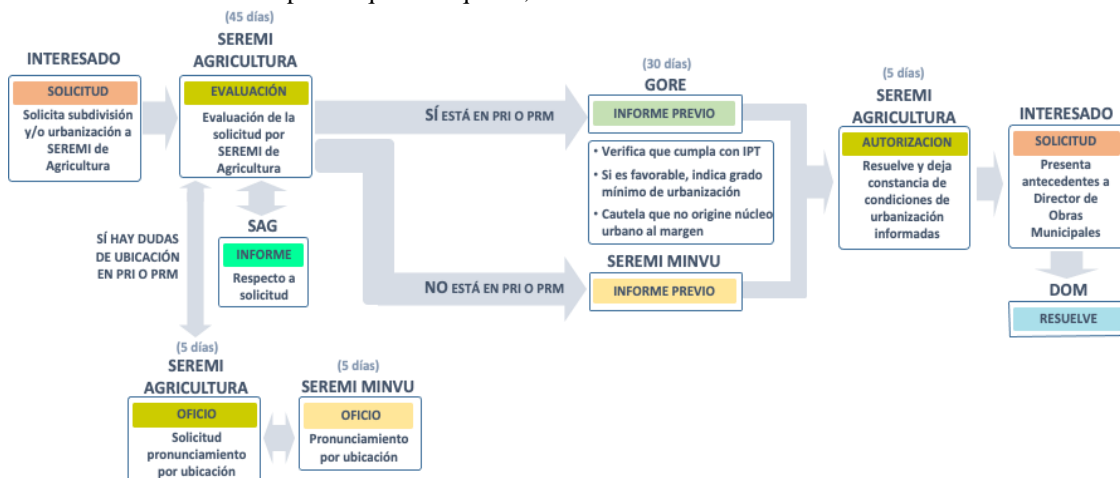 (45 días)
SEREMI
AGRICULTURA
INTERESADO
SOLICITUD
Solicita subdivisión
y/o urbanización a
SEREMI de
Agricultura
EVALUACIÓN
Evaluación de la
solicitud por
SEREMI de
Agricultura
SÍ ESTÁ EN PRI O PRM
(30 días)
GORE
INFORME PREVIO
• Verifica que cumpla con IPT
• Si es favorable, indica grado
mínimo de urbanización
• Cautela que no origine núcleo
urbano al margen
(5 días)
SEREMI
AGRICULTURA
AUTORIZACION
Resuelve y deja
constancia de
condiciones de
urbanización
informadas
INTERESADO
SOLICITUD
Presenta
antecedentes a
Director de
Obras
Municipales
SÍ HAY DUDAS
DE UBICACIÓN
EN PRI O PRM
SAG
INFORME
Respecto a
solicitud
NO ESTÁ EN PRI O PRM
SEREMI MINVU
INFORME PREVIO
DOM
RESUELVE
(5 días)
SEREMI
AGRICULTURA
OFICIO
Solicitud
pronunciamiento
por ubicación
(5 días)
SEREMI MINVU
OFICIO
Pronunciamiento
por ubicación